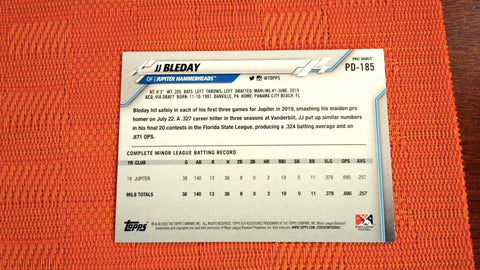 JJ BLEDAY
PRO DEBUT
PD-185
OF | JUPITER HAMMERHEADS™
@TOPPS
HT: 6'3" WT: 205 BATS: LEFT THROWS: LEFT DRAFTED: MARLINS #1-JUNE, 2019
ACQ: VIA DRAFT BORN: 11-10-1997, DANVILLE, PA HOME: PANAMA CITY BEACH, FL
Bleday hit safely in each of his first three games for Jupiter in 2019, smashing his maiden pro
homer on July 22. A .327 career hitter in three seasons at Vanderbilt, JJ put up similar numbers
in his final 20 contests in the Florida State League, producing a .324 batting average and an
.871 OPS.
COMPLETE MINOR LEAGUE BATTING RECORD
YR CLUB G AB R H 2B 3B HR RBI SB BB SLG OPS AVG
19 JUPITER 38 140 13 36 8 0 3 19 0 11 .379 .690 .257
MiLB TOTALS 38 140 13 36 8 0 3 19 0 11 .379 .690 .257
topps